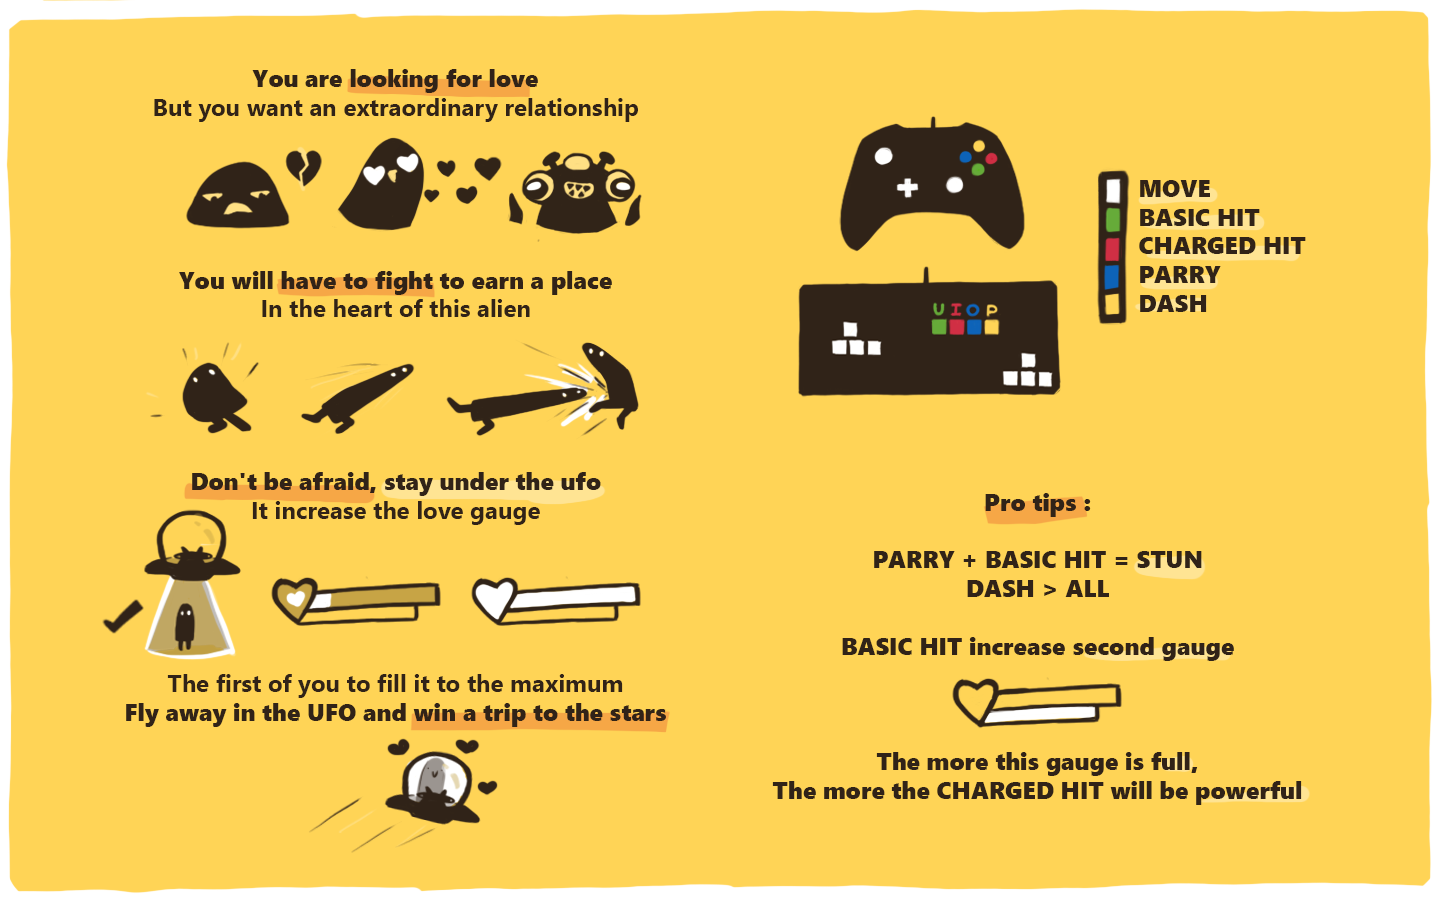 You are looking for love
But you want an extraordinary relationship
You will have to fight to earn a place
In the heart of this alien
Don't be afraid, stay under the ufo
It increase the love gauge
The first of you to fill it to the maximum
Fly away in the UFO and win a trip to the stars
U I O P
MOVE
BASIC HIT
CHARGED HIT
PARRY
DASH
Pro tips :
PARRY + BASIC HIT = STUN
DASH > ALL
BASIC HIT increase second gauge
The more this gauge is full,
The more the CHARGED HIT will be powerful